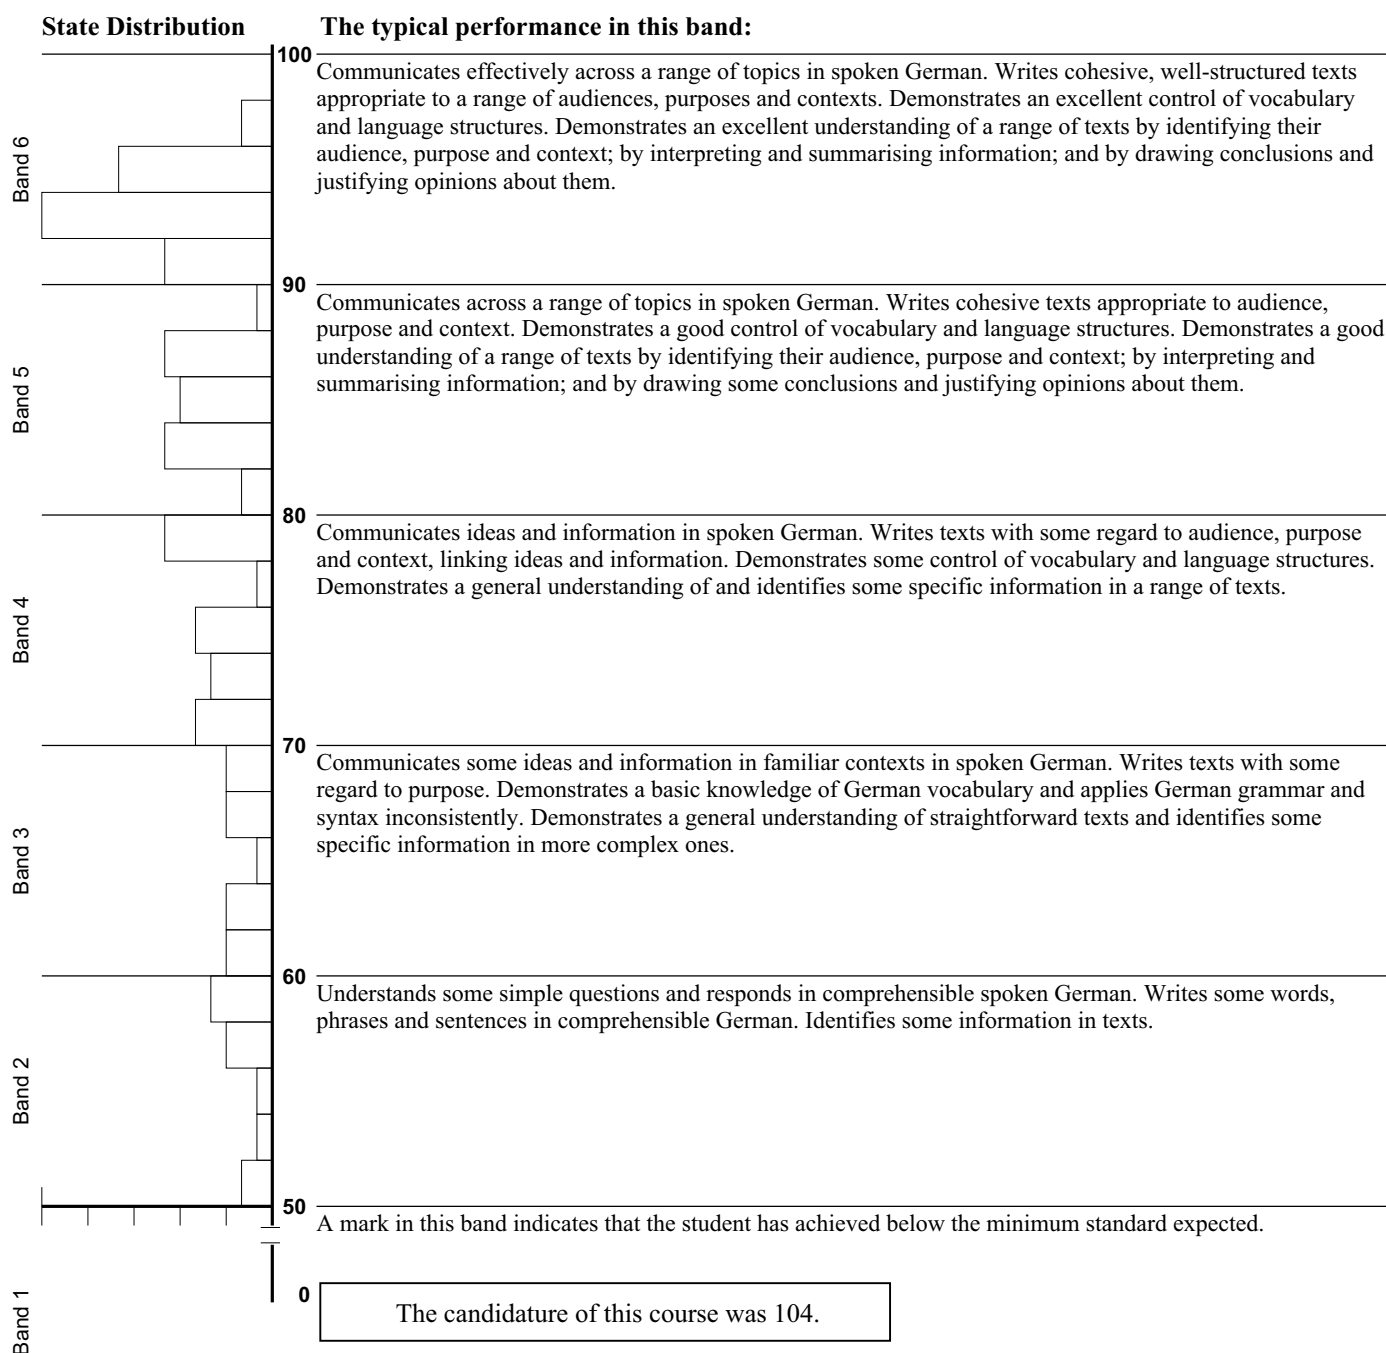 State Distribution
The typical performance in this band:
100
Band 6
Communicates effectively across a range of topics in spoken German. Writes cohesive, well-structured texts
appropriate to a range of audiences, purposes and contexts. Demonstrates an excellent control of vocabulary
and language structures. Demonstrates an excellent understanding of a range of texts by identifying their
audience, purpose and context; by interpreting and summarising information; and by drawing conclusions and
justifying opinions about them.
90
Band 5
Communicates across a range of topics in spoken German. Writes cohesive texts appropriate to audience,
purpose and context. Demonstrates a good control of vocabulary and language structures. Demonstrates a good
understanding of a range of texts by identifying their audience, purpose and context; by interpreting and
summarising information; and by drawing some conclusions and justifying opinions about them.
80
Band 4
Communicates ideas and information in spoken German. Writes texts with some regard to audience, purpose
and context, linking ideas and information. Demonstrates some control of vocabulary and language structures.
Demonstrates a general understanding of and identifies some specific information in a range of texts.
70
Band 3
Communicates some ideas and information in familiar contexts in spoken German. Writes texts with some
regard to purpose. Demonstrates a basic knowledge of German vocabulary and applies German grammar and
syntax inconsistently. Demonstrates a general understanding of straightforward texts and identifies some
specific information in more complex ones.
60
Band 2
Understands some simple questions and responds in comprehensible spoken German. Writes some words,
phrases and sentences in comprehensible German. Identifies some information in texts.
50
A mark in this band indicates that the student has achieved below the minimum standard expected.
Band 1
0
The candidature of this course was 104.